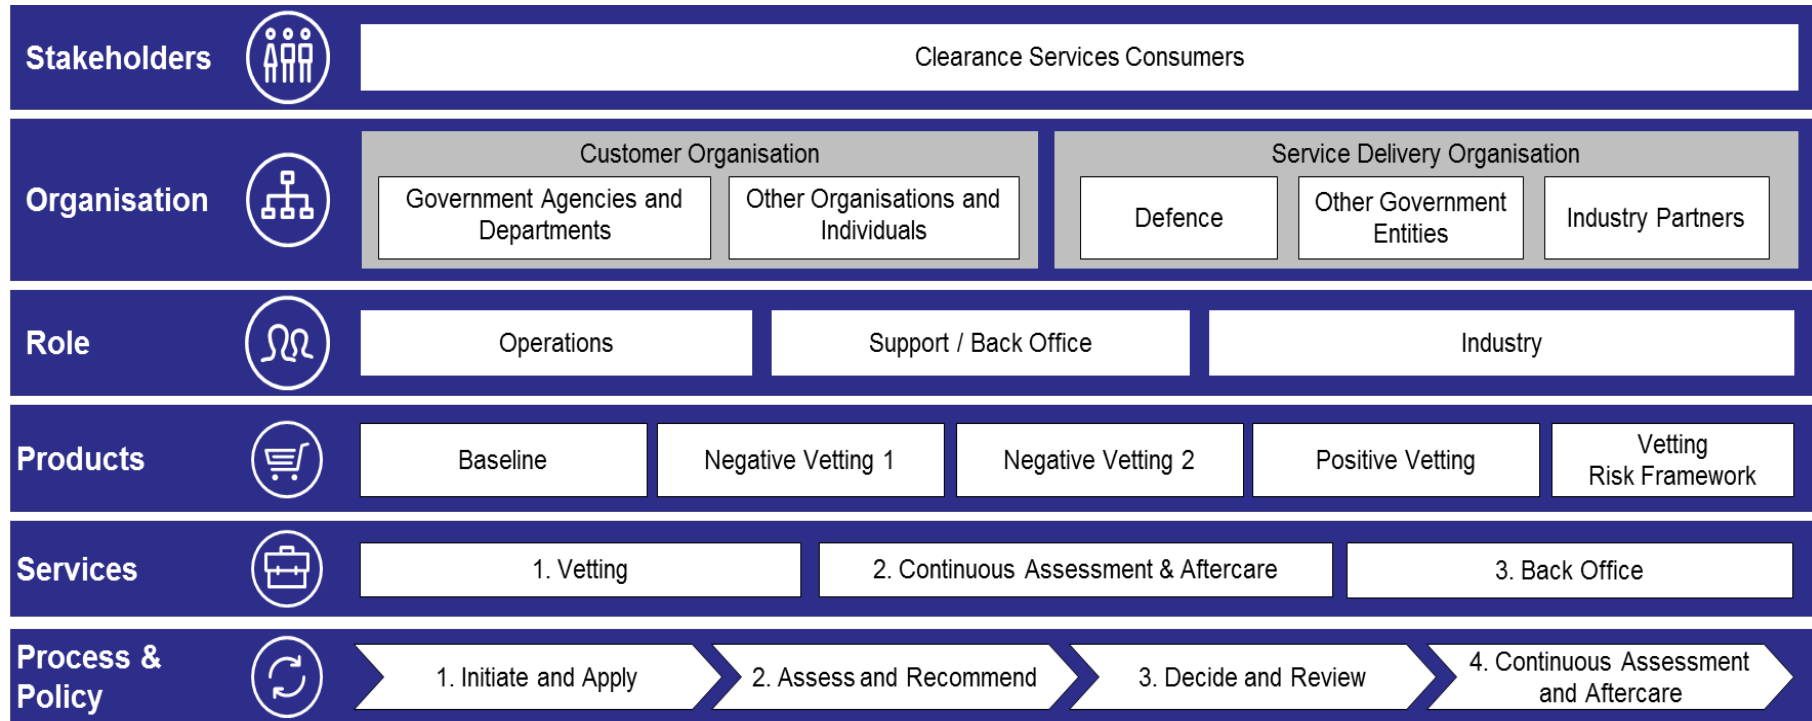 Stakeholders
Clearance Services Consumers
Organisation
Customer Organisation
Government Agencies and
Departments
Other Organisations and
Individuals
Service Delivery Organisation
Defence
Other Government
Entities
Industry Partners
Role
Operations
Support / Back Office
Industry
Products
Baseline
Negative Vetting 1
Negative Vetting 2
Positive Vetting
Vetting
Risk Framework
Services
1. Vetting
2. Continuous Assessment & Aftercare
3. Back Office
Process &
Policy
1. Initiate and Apply
2. Assess and Recommend
3. Decide and Review
4. Continuous Assessment
and Aftercare